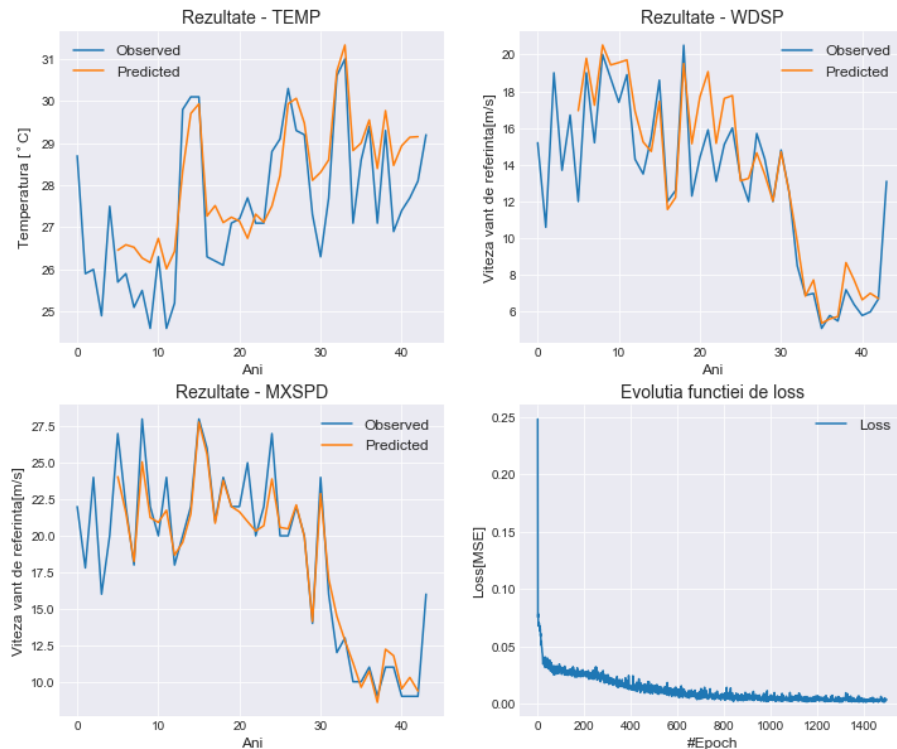 Rezultate - TEMP
Observed
Predicted
Temperatura [ °C]
31
30
29
28
27
26
25
0
10
20
30
40
Ani
Rezultate - WDSP
Observed
Predicted
Viteza vant de referinta[m/s]
20
18
16
14
12
10
8
6
0
10
20
30
40
Ani
Rezultate - MXSPD
Observed
Predicted
Viteza vant de referinta[m/s]
27.5
25.0
22.5
20.0
17.5
15.0
12.5
10.0
0
10
20
30
40
Ani
Evolutia functiei de loss
Loss
Loss[MSE]
0.25
0.20
0.15
0.10
0.05
0.00
0
200
400
600
800
1000
1200
1400
#Epoch